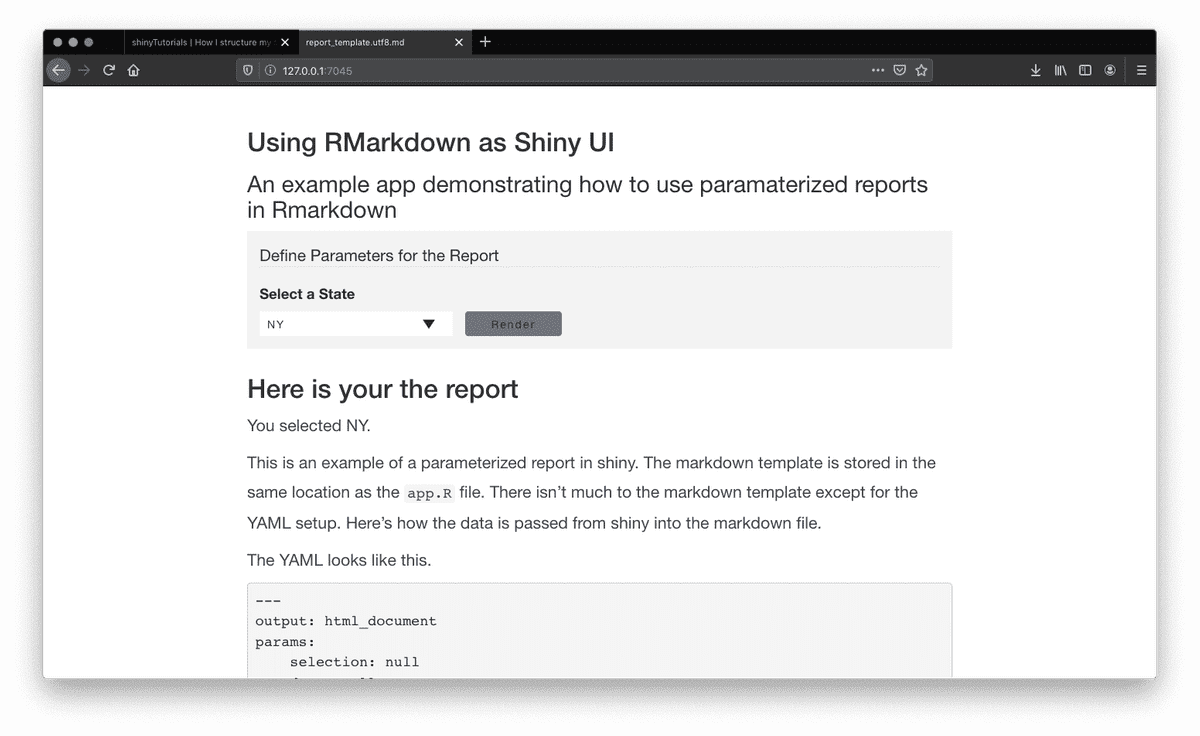 shinyTutorials | How I structure my
report_template.utf8.md
127.0.0.1:7045
Using RMarkdown as Shiny UI
An example app demonstrating how to use paramaterized reports
in Rmarkdown
Define Parameters for the Report
Select a State
NY
Render
Here is your the report
You selected NY.
This is an example of a parameterized report in shiny. The markdown template is stored in the
same location as the app.R file. There isn’t much to the markdown template except for the
YAML setup. Here’s how the data is passed from shiny into the markdown file.
The YAML looks like this.
---
output: html_document
params:
    selection: null